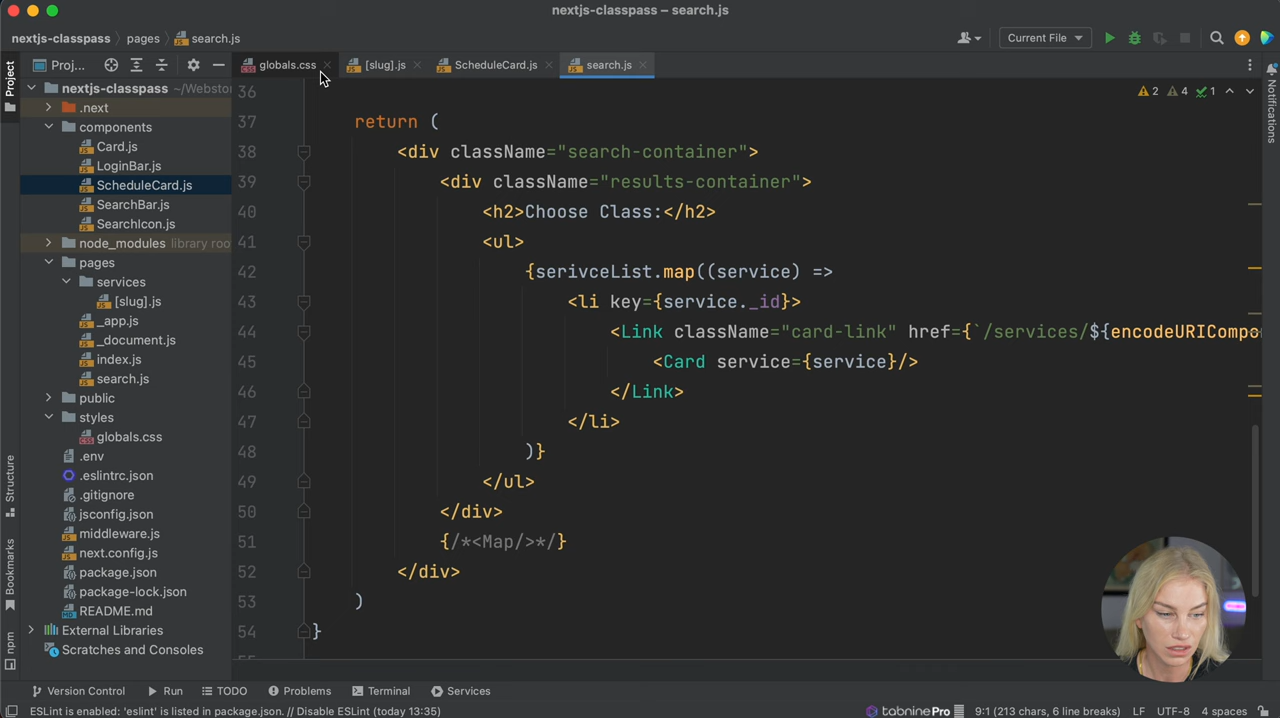 nextjs-classpass – search.js
nextjs-classpass pages search.js
Current File
Proj... globals.css [slug].js ScheduleCard.js search.js
Project
nextjs-classpass ~/Webstor
.next
components
Card.js
LoginBar.js
ScheduleCard.js
SearchBar.js
SearchIcon.js
node_modules library roo
pages
services
[slug].js
_app.js
_document.js
index.js
search.js
public
styles
globals.css
.env
.eslintrc.json
.gitignore
jsconfig.json
middleware.js
next.config.js
package.json
package-lock.json
README.md
External Libraries
Scratches and Consoles
Structure
Bookmarks
npm
2 4 1
Notifications
36
37 return (
38 <div className="search-container">
39 <div className="results-container">
40 <h2>Choose Class:</h2>
41 <ul>
42 {serivceList.map((service) =>
43 <li key={service._id}>
44 <Link className="card-link" href={`/services/${encodeURICompo
45 <Card service={service}/>
46 </Link>
47 </li>
48 )}
49 </ul>
50 </div>
51 {/*<Map/>*/}
52 </div>
53 )
54 }
Version Control Run TODO Problems Terminal Services
ESLint is enabled: 'eslint' is listed in package.json. // Disable ESLint (today 13:35) tabnine Pro 9:1 (213 chars, 6 line breaks) LF UTF-8 4 spaces